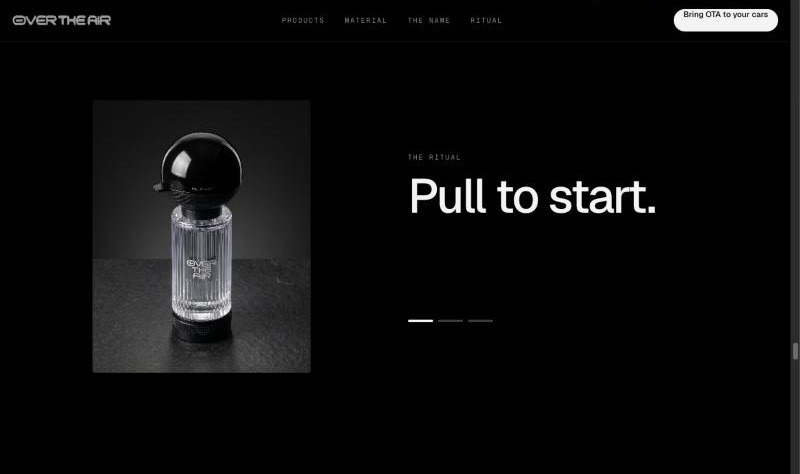 OVER THE AIR
PRODUCTS
MATERIAL
THE NAME
RITUAL
Bring OTA to your cars
OVER
THE
AIR
THE RITUAL
Pull to start.